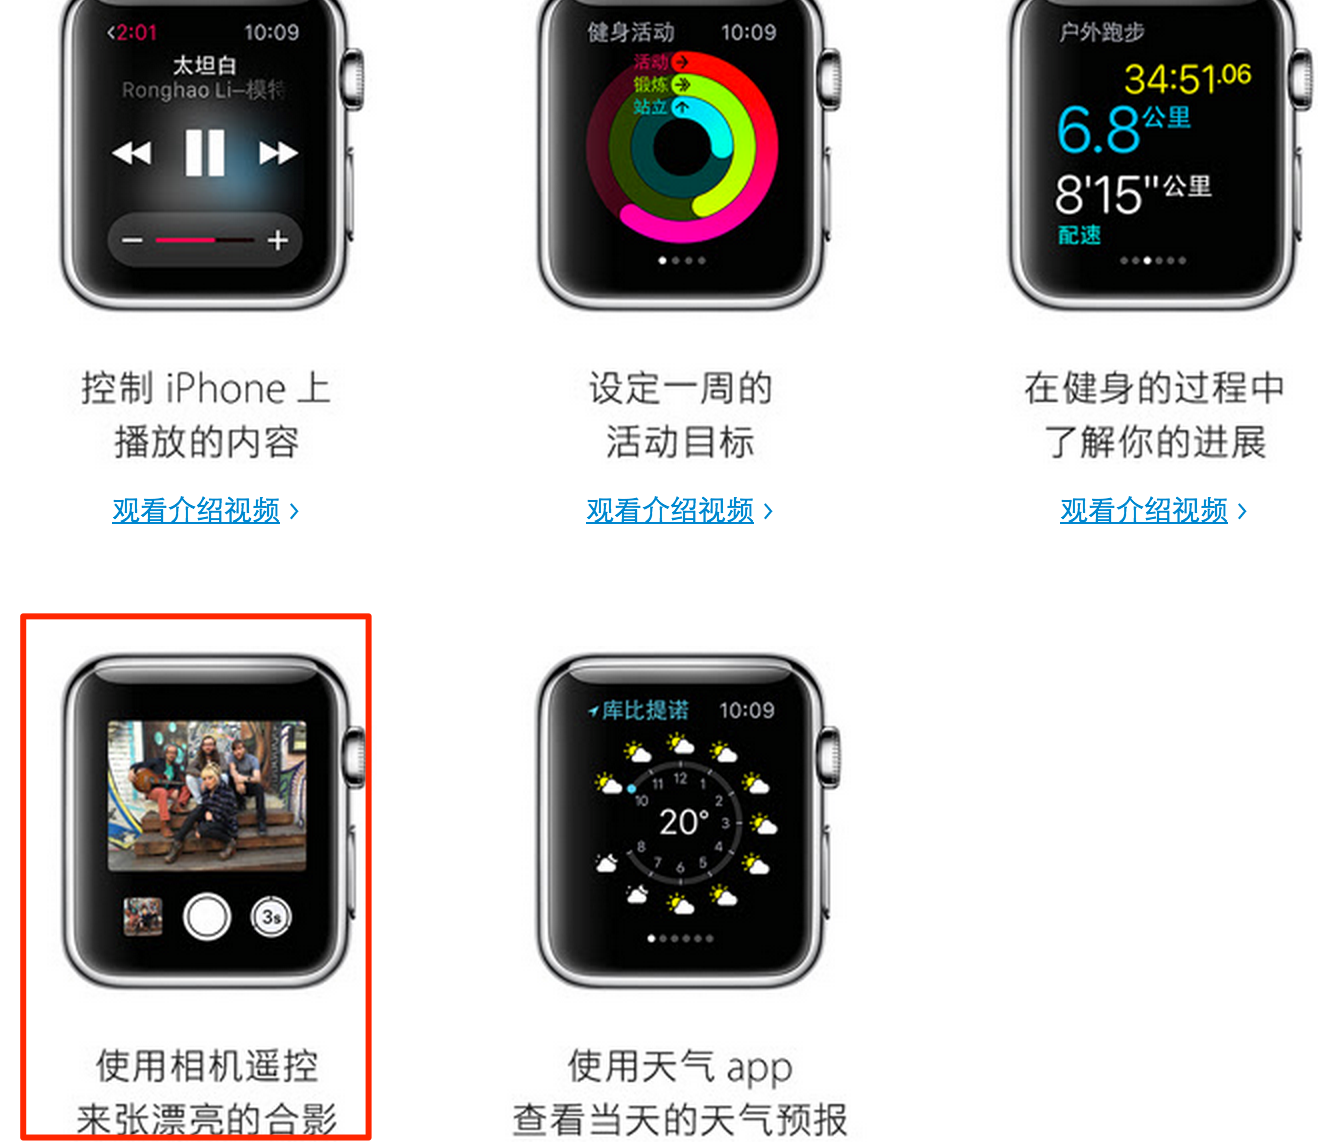 <2:01 10:09
太坦白
Ronghao Li—模特
健身活动 10:09
活动
锻炼
站立
户外跑步
34:51.06
6.8公里
8'15"公里
配速
控制 iPhone 上
播放的内容
观看介绍视频 >
设定一周的
活动目标
观看介绍视频 >
在健身的过程中
了解你的进展
观看介绍视频 >
3s
库比提诺 10:09
12
1
2
3
4
5
6
7
8
10
11
20°
使用相机遥控
来张漂亮的合影
使用天气 app
查看当天的天气预报